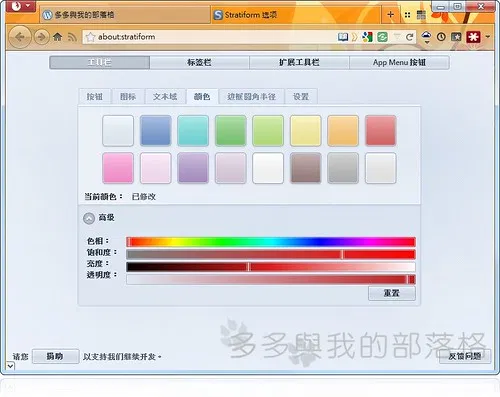 多多與我的部落格
Stratiform 选项
about:stratiform
工具栏 标签栏 扩展工具栏 App Menu 按钮
按钮 图标 文本域 颜色 边框圆角半径 设置
当前颜色： 已修改
高级
色相：
饱和度：
亮度：
透明度：
重置
多多與我的部落格
请您 捐助 以支持我们继续开发。 反馈问题